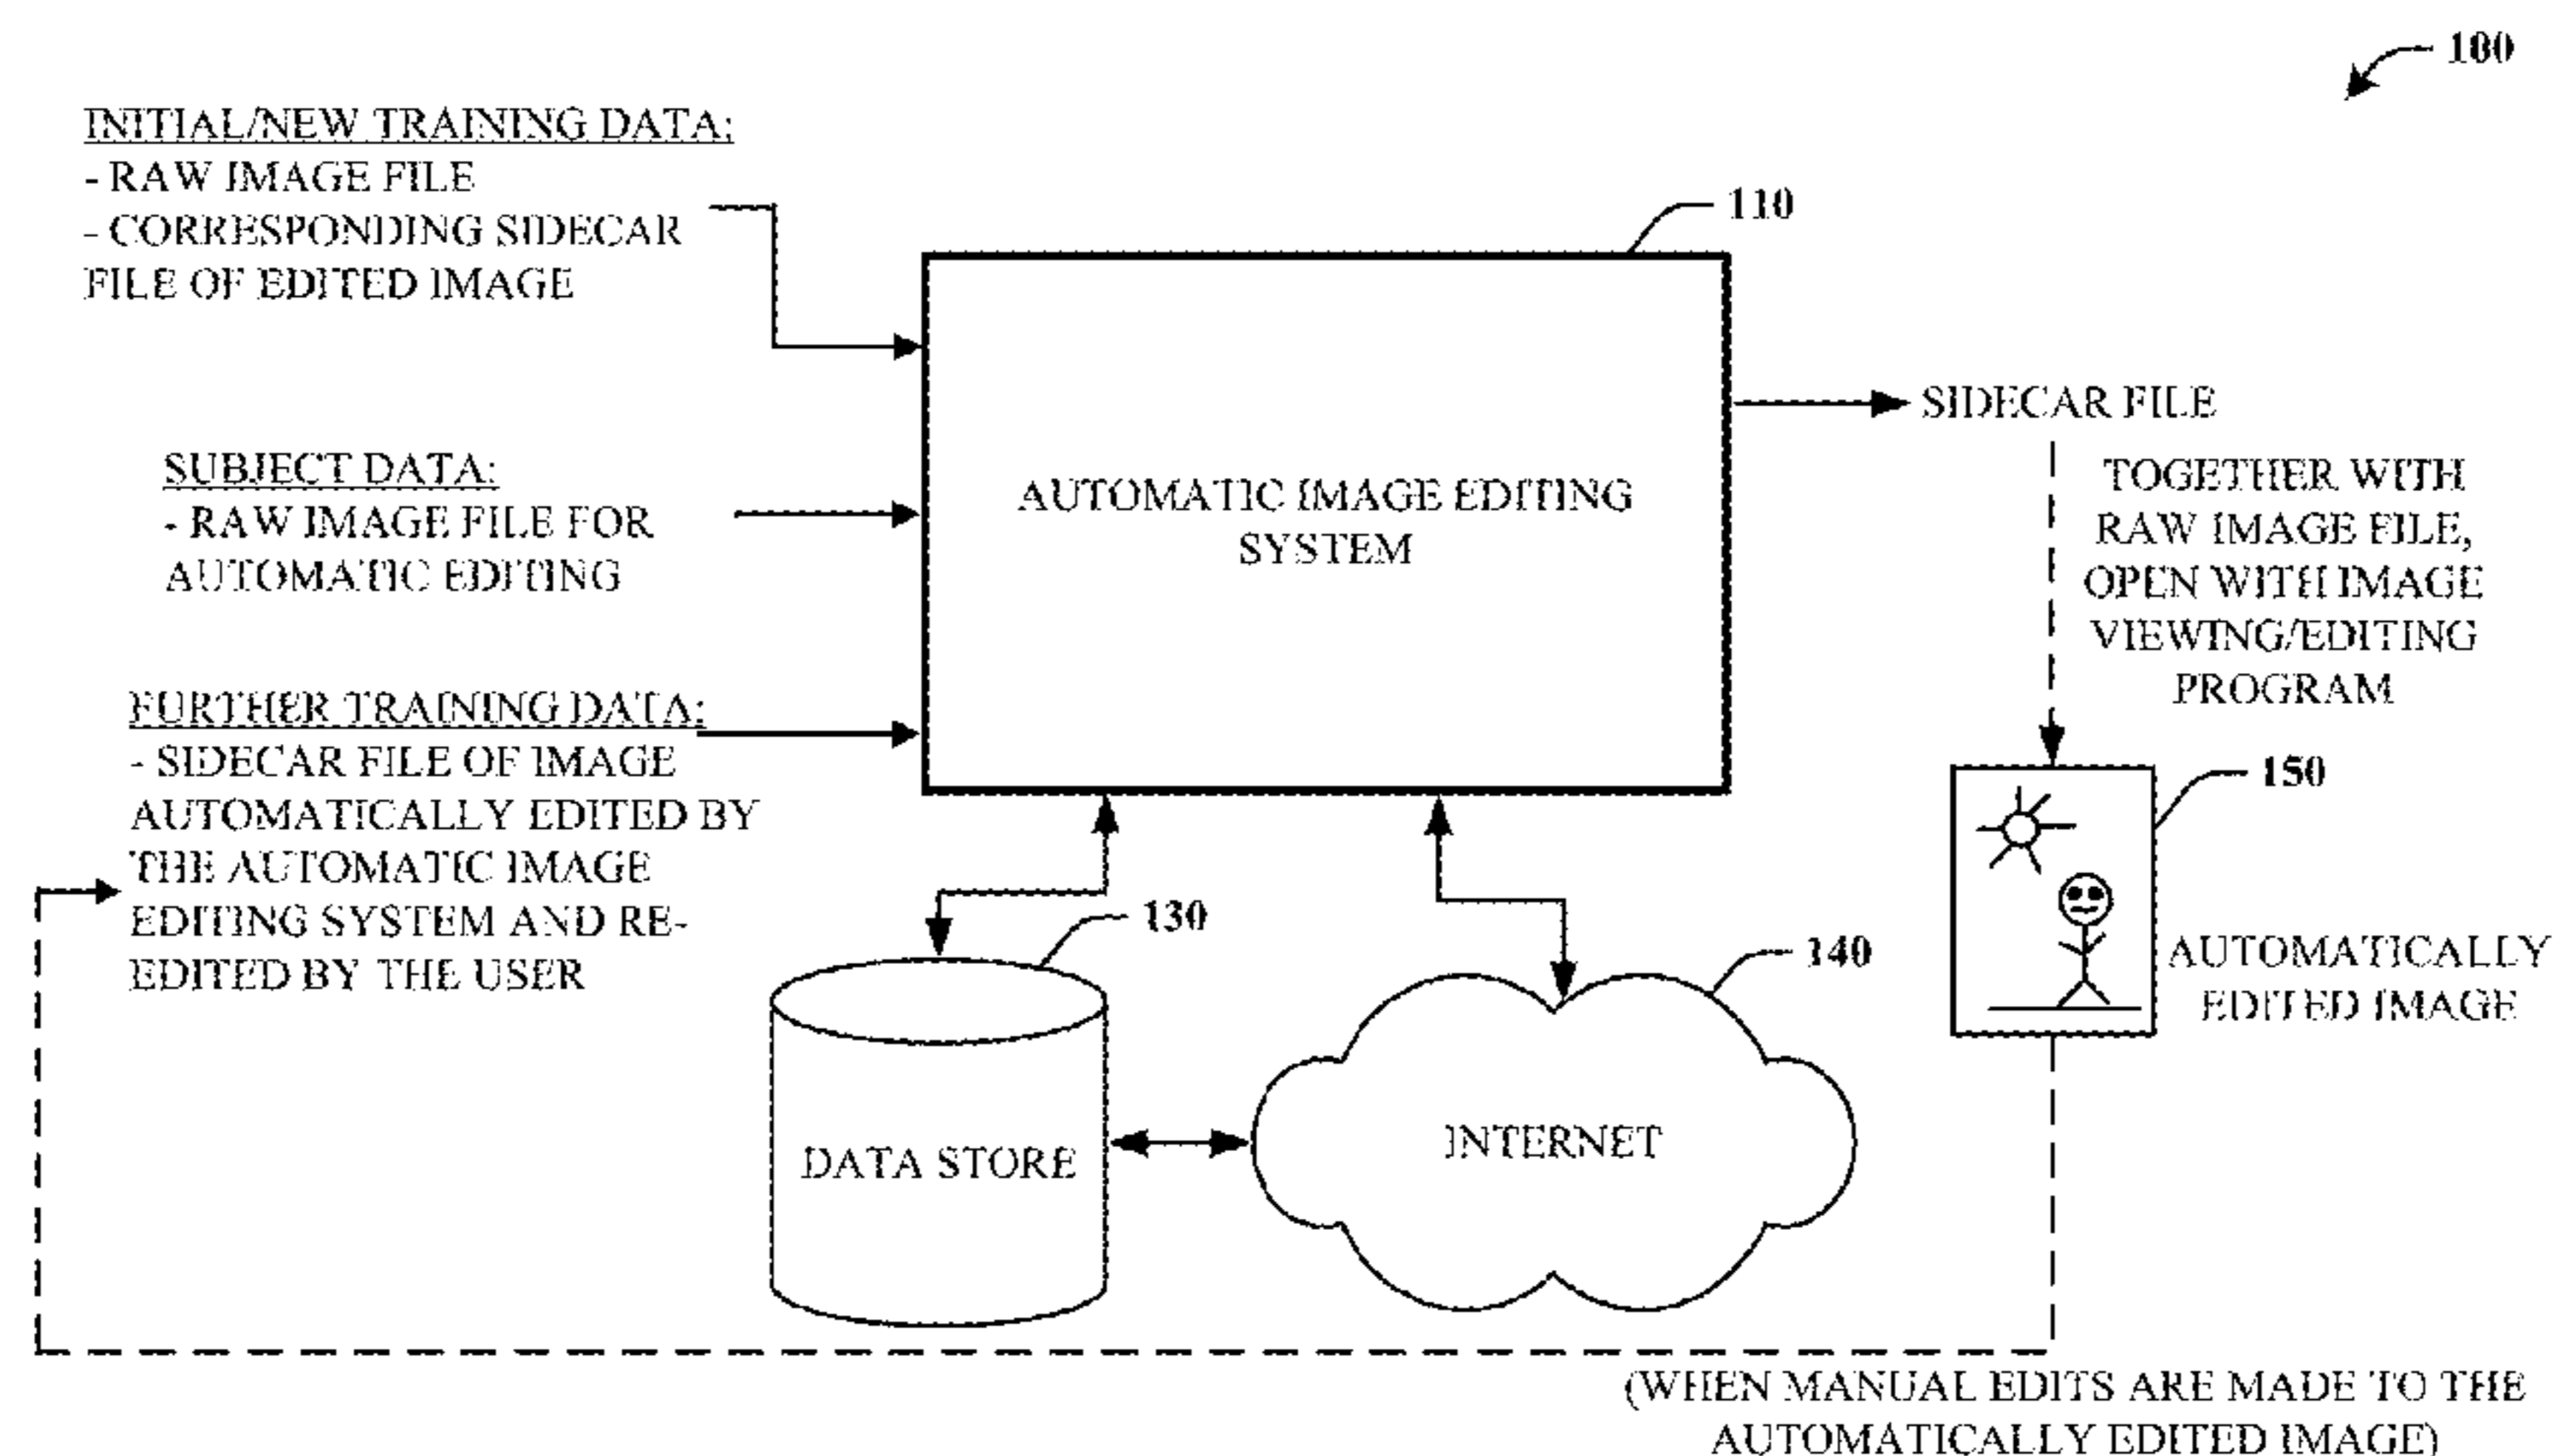 100
INITIAL/NEW TRAINING DATA:
- RAW IMAGE FILE
- CORRESPONDING SIDECAR
FILE OF EDITED IMAGE
110
AUTOMATIC IMAGE EDITING
SYSTEM
SUBJECT DATA:
- RAW IMAGE FILE FOR
AUTOMATIC EDITING
FURTHER TRAINING DATA:
- SIDECAR FILE OF IMAGE
AUTOMATICALLY EDITED BY
THE AUTOMATIC IMAGE
EDITING SYSTEM AND RE-
EDITED BY THE USER
SIDECAR FILE
TOGETHER WITH
RAW IMAGE FILE,
OPEN WITH IMAGE
VIEWING/EDITING
PROGRAM
150
AUTOMATICALLY
EDITED IMAGE
130
DATA STORE
140
INTERNET
(WHEN MANUAL EDITS ARE MADE TO THE
AUTOMATICALLY EDITED IMAGE)